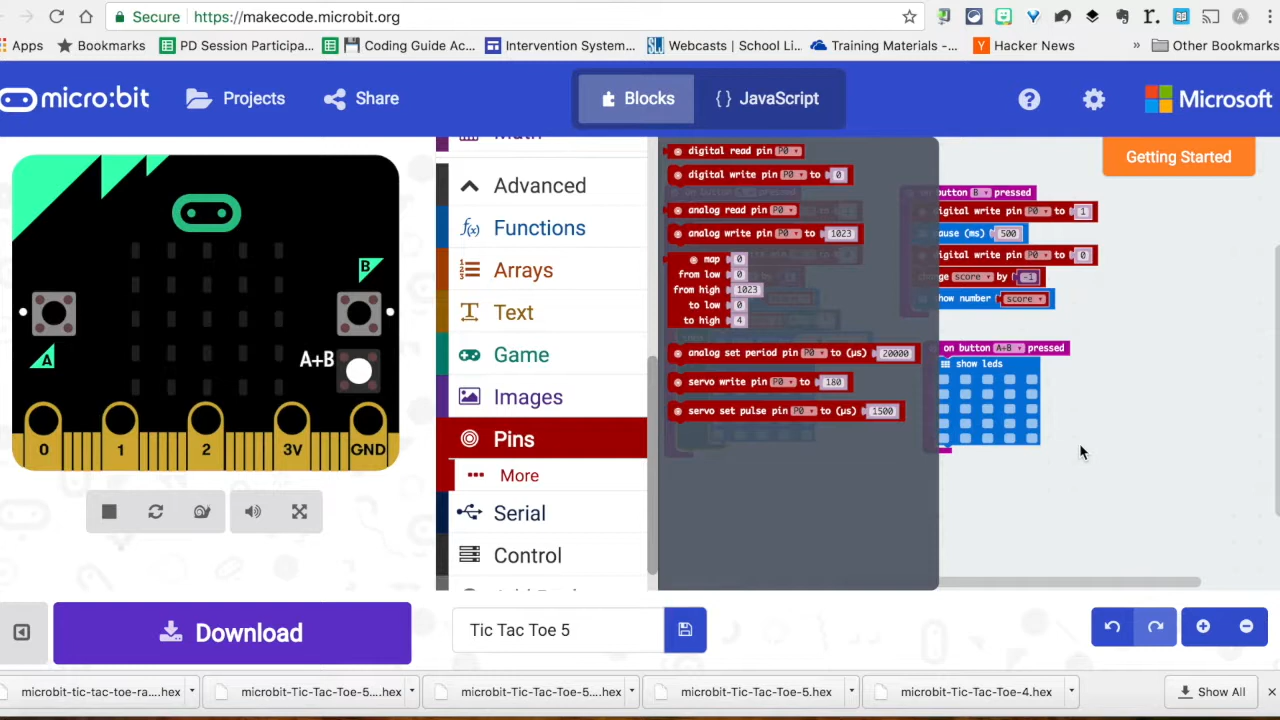 Secure https://makecode.microbit.org
Apps Bookmarks PD Session Participa... Coding Guide Ac... Intervention System... Webcasts | School Li... Training Materials -... Hacker News » Other Bookmarks
micro:bit Projects Share Blocks {} JavaScript ? Microsoft
Getting Started
Math
Advanced
Functions
Arrays
Text
Game
Images
Pins
More
Serial
Control
digital read pin P0
digital write pin P0 to 0
analog read pin P0
analog write pin P0 to 1023
map 0
from low 0
from high 1023
to low 0
to high 4
analog set period pin P0 to (µs) 20000
servo write pin P0 to 180
servo set pulse pin P0 to (µs) 1500
on button B pressed
digital write pin P0 to 1
pause (ms) 500
digital write pin P0 to 0
change score by -1
show number score
on button A+B pressed
show leds
A
B
A+B
0 1 2 3V GND
Download
Tic Tac Toe 5
microbit-tic-tac-toe-ra....hex microbit-Tic-Tac-Toe-5....hex microbit-Tic-Tac-Toe-5....hex microbit-Tic-Tac-Toe-5.hex microbit-Tic-Tac-Toe-4.hex Show All